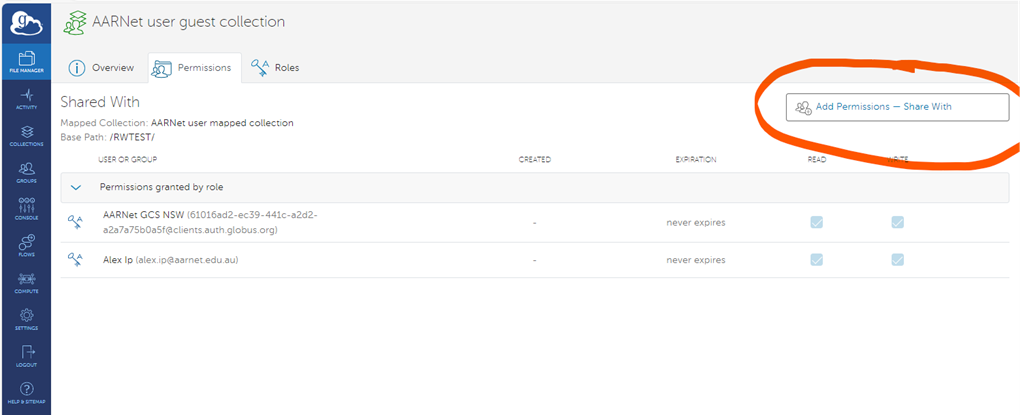 AARNet user guest collection
FILE MANAGER
Overview
Permissions
Roles
ACTIVITY
COLLECTIONS
GROUPS
CONSOLE
FLOWS
COMPUTE
SETTINGS
LOGOUT
HELP & SITEMAP
Shared With
Add Permissions — Share With
Mapped Collection: AARNet user mapped collection
Base Path: /RWTEST/
USER OR GROUP CREATED EXPIRATION READ
Permissions granted by role
AARNet GCS NSW (61016ad2-ec39-441c-a2d2-
a2a7a75b0a5f@clients.auth.globus.org) - never expires
Alex Ip (alex.ip@aarnet.edu.au) - never expires